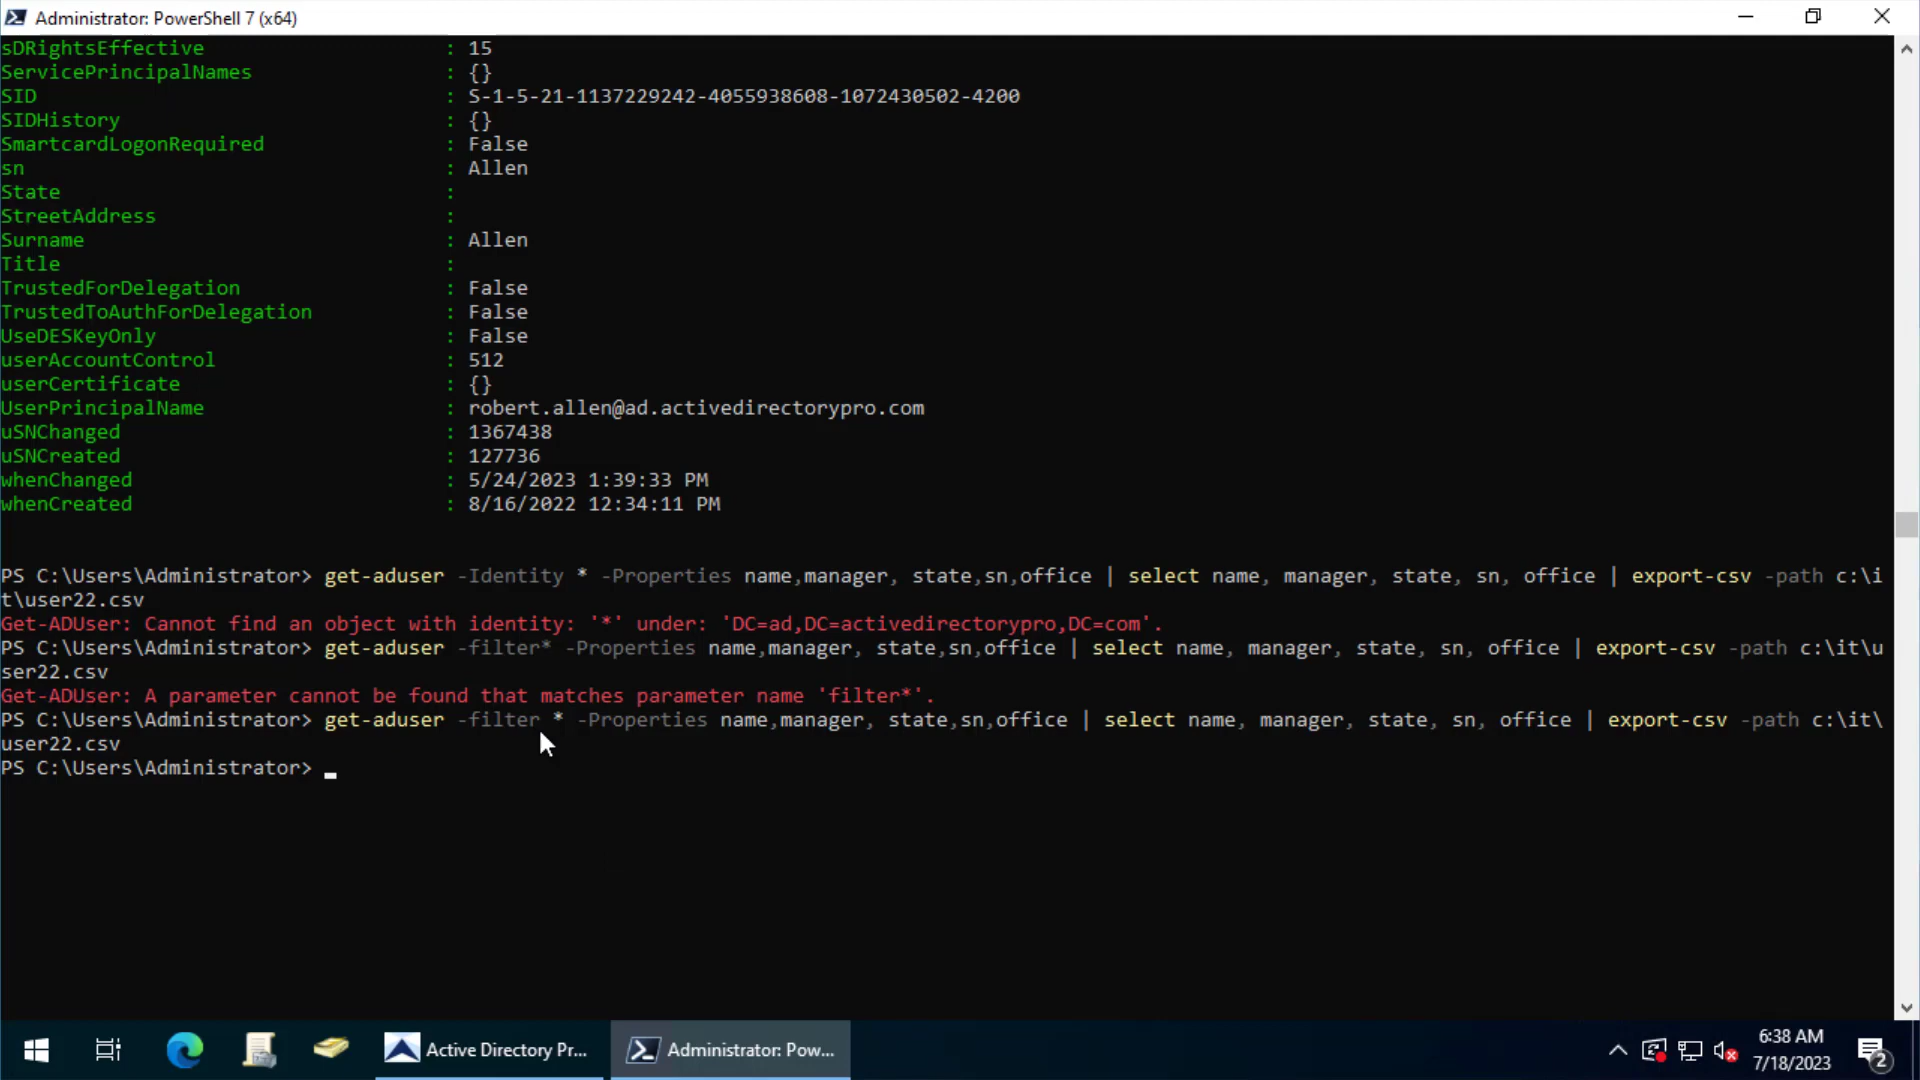 Administrator: PowerShell 7 (x64)
sDRightsEffective : 15
ServicePrincipalNames : {}
SID : S-1-5-21-1137229242-4055938608-1072430502-4200
SIDHistory : {}
SmartcardLogonRequired : False
sn : Allen
State :
StreetAddress :
Surname : Allen
Title :
TrustedForDelegation : False
TrustedToAuthForDelegation : False
UseDESKeyOnly : False
userAccountControl : 512
userCertificate : {}
UserPrincipalName : robert.allen@ad.activedirectorypro.com
uSNChanged : 1367438
uSNCreated : 127736
whenChanged : 5/24/2023 1:39:33 PM
whenCreated : 8/16/2022 12:34:11 PM
PS C:\Users\Administrator> get-aduser -Identity * -Properties name,manager, state,sn,office | select name, manager, state, sn, office | export-csv -path c:\i
t\user22.csv
Get-ADUser: Cannot find an object with identity: '*' under: 'DC=ad,DC=activedirectorypro,DC=com'.
PS C:\Users\Administrator> get-aduser -filter* -Properties name,manager, state,sn,office | select name, manager, state, sn, office | export-csv -path c:\it\u
ser22.csv
Get-ADUser: A parameter cannot be found that matches parameter name 'filter*'.
PS C:\Users\Administrator> get-aduser -filter * -Properties name,manager, state,sn,office | select name, manager, state, sn, office | export-csv -path c:\it\
user22.csv
PS C:\Users\Administrator>
Active Directory Pr...
Administrator: Pow...
6:38 AM
7/18/2023
2